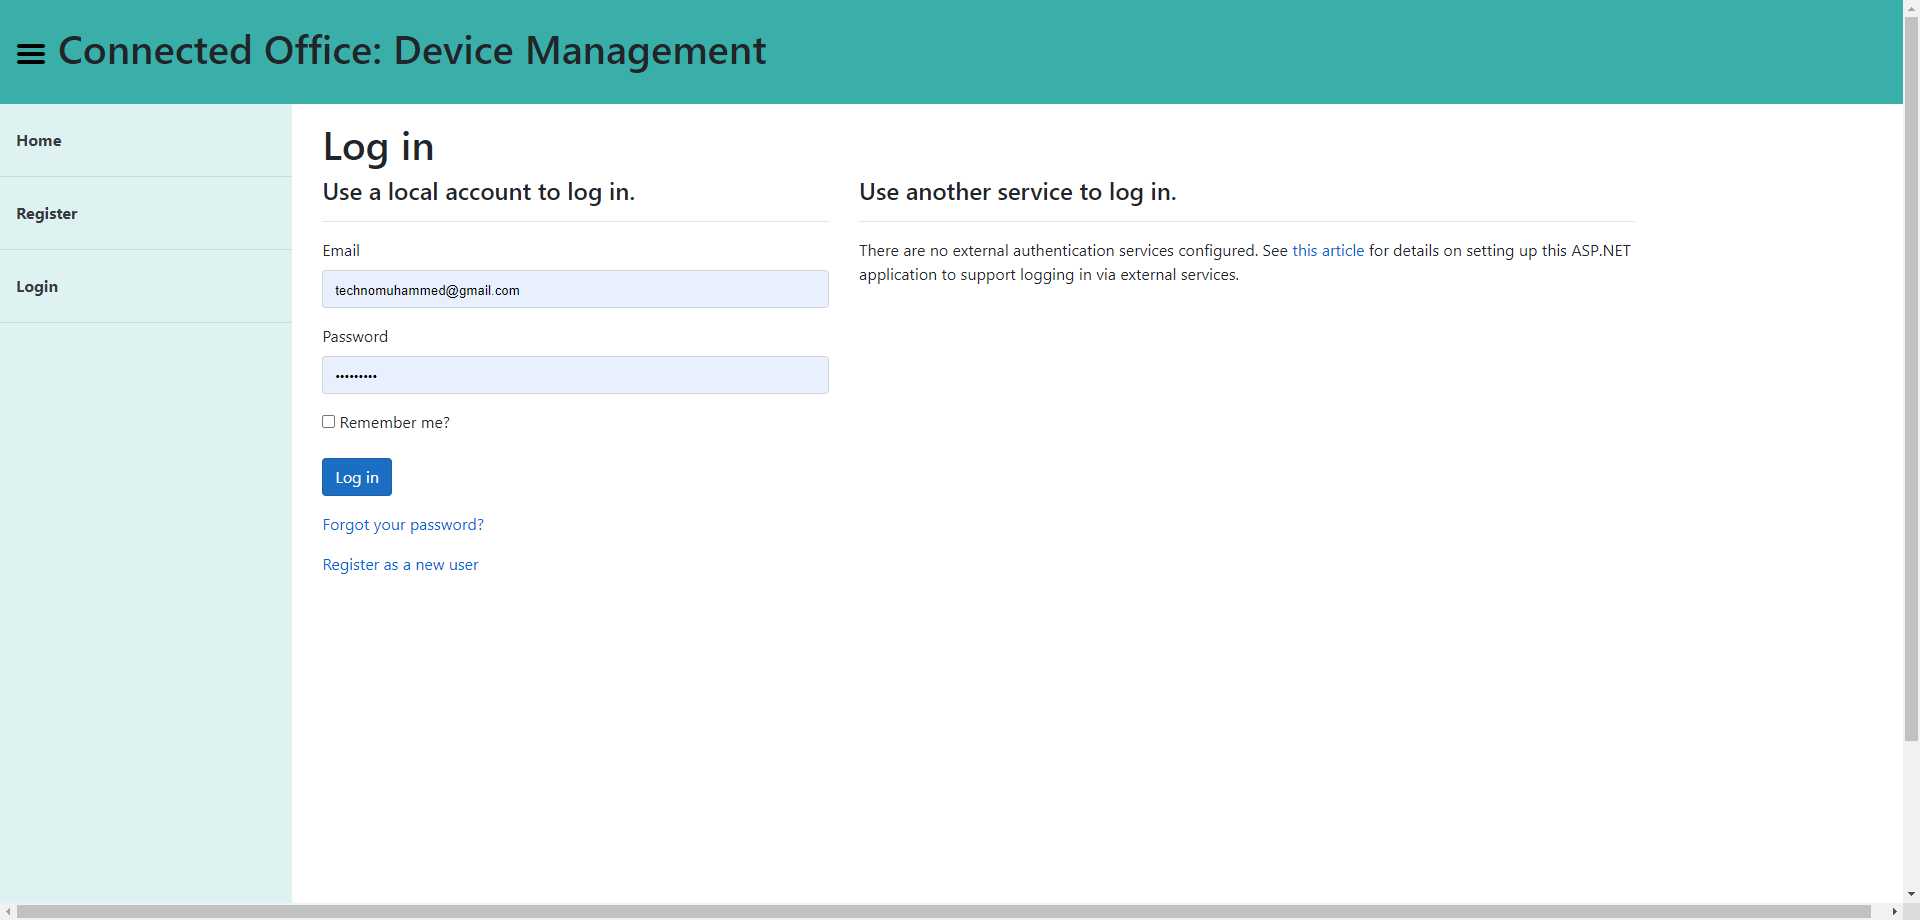 Connected Office: Device Management
Home
Register
Login
Log in
Use a local account to log in.
Email
technomuhammed@gmail.com
Password
•••••••••
Remember me?
Log in
Forgot your password?
Register as a new user
Use another service to log in.
There are no external authentication services configured. See this article for details on setting up this ASP.NET
application to support logging in via external services.